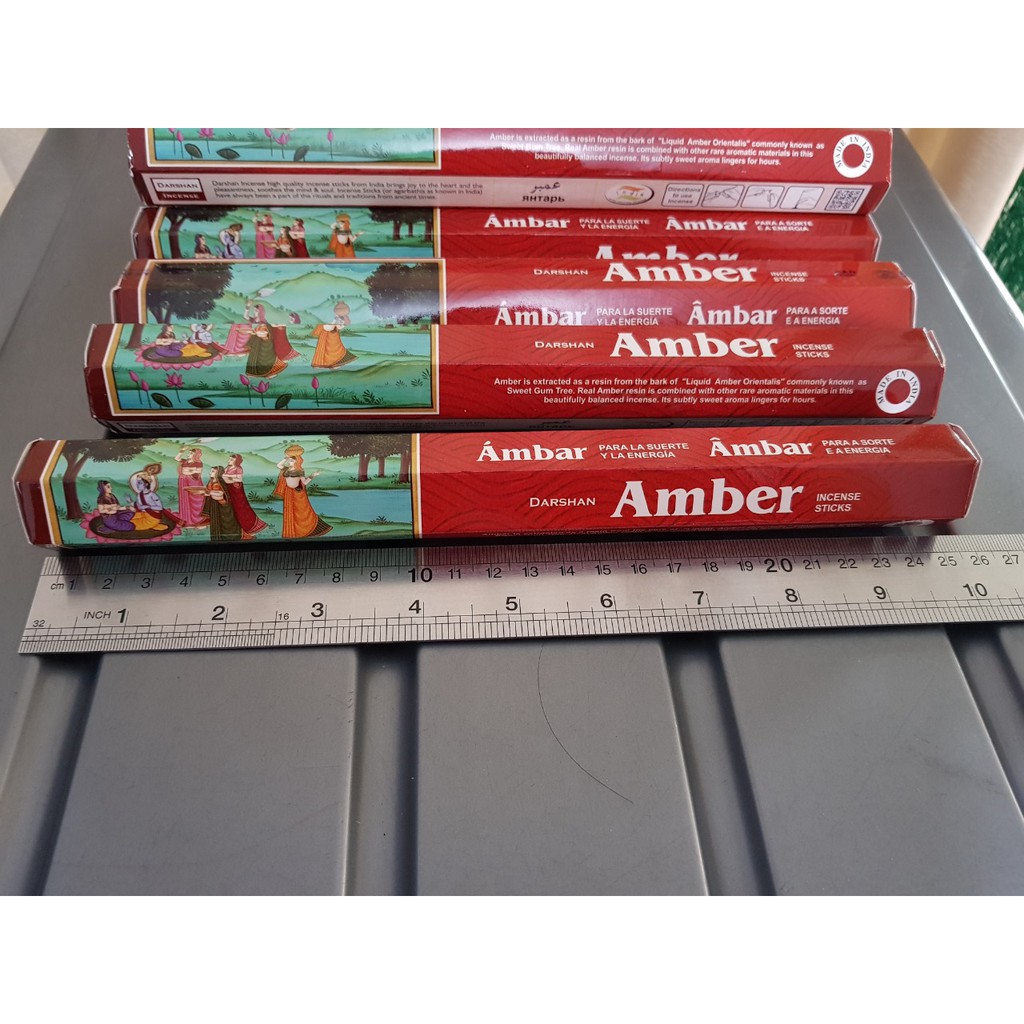 Amber is extracted as a resin from the bark of "Liquid Amber Orientalis" commonly known as
Sweet Gum Tree. Real Amber resin is combined with other rare aromatic materials in this
beautifully balanced incense. Its subtly sweet aroma lingers for hours.
MADE IN INDIA
DARSHAN
INCENSE
Darshan Incense high quality incense sticks from India brings joy to the heart and the
pleasantness, soothes the mind & soul. Incense Sticks (or agarbathis as known in India)
have always been a part of the rituals and traditions from ancient times.
عنبر
ЯНТАРЬ
Directions
to use
Incense
Ámbar PARA LA SUERTE Y LA ENERGÍA Âmbar PARA A SORTE E A ENERGIA
Amber
DARSHAN Amber INCENSE STICKS
Ámbar PARA LA SUERTE Y LA ENERGÍA Âmbar PARA A SORTE E A ENERGIA
DARSHAN Amber INCENSE STICKS
Amber is extracted as a resin from the bark of "Liquid Amber Orientalis" commonly known as
Sweet Gum Tree. Real Amber resin is combined with other rare aromatic materials in this
beautifully balanced incense. Its subtly sweet aroma lingers for hours.
MADE IN INDIA
Ámbar PARA LA SUERTE Y LA ENERGÍA Âmbar PARA A SORTE E A ENERGIA
DARSHAN Amber INCENSE STICKS
cm 1 2 3 4 5 6 7 8 9 10 11 12 13 14 15 16 17 18 19 20 21 22 23 24 25 26 27
INCH 1 2 3 4 5 6 7 8 9 10
32 16